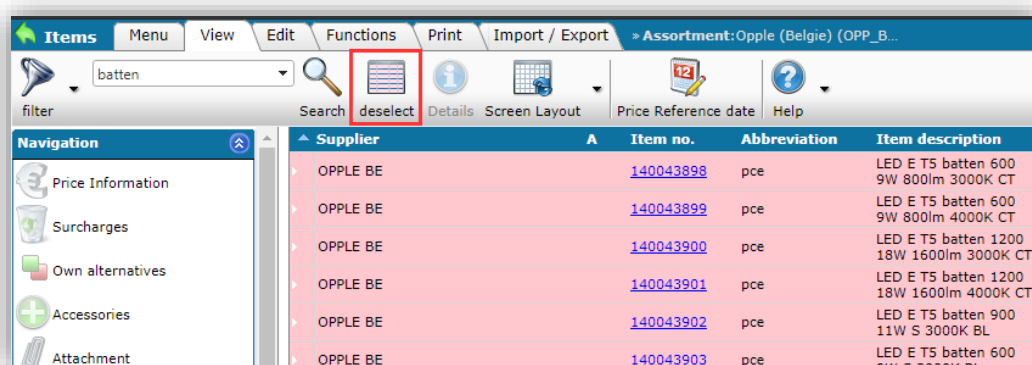 Items Menu View Edit Functions Print Import / Export » Assortment:Opple (Belgie) (OPP_B...
batten
filter Search deselect Details Screen Layout Price Reference date Help
12
Navigation
Price Information
Surcharges
Own alternatives
Accessories
Attachment
Supplier A Item no. Abbreviation Item description
OPPLE BE 140043898 pce LED E T5 batten 600
9W 800lm 3000K CT
OPPLE BE 140043899 pce LED E T5 batten 600
9W 800lm 4000K CT
OPPLE BE 140043900 pce LED E T5 batten 1200
18W 1600lm 3000K CT
OPPLE BE 140043901 pce LED E T5 batten 1200
18W 1600lm 4000K CT
OPPLE BE 140043902 pce LED E T5 batten 900
11W S 3000K BL
OPPLE BE 140043903 pce LED E T5 batten 600